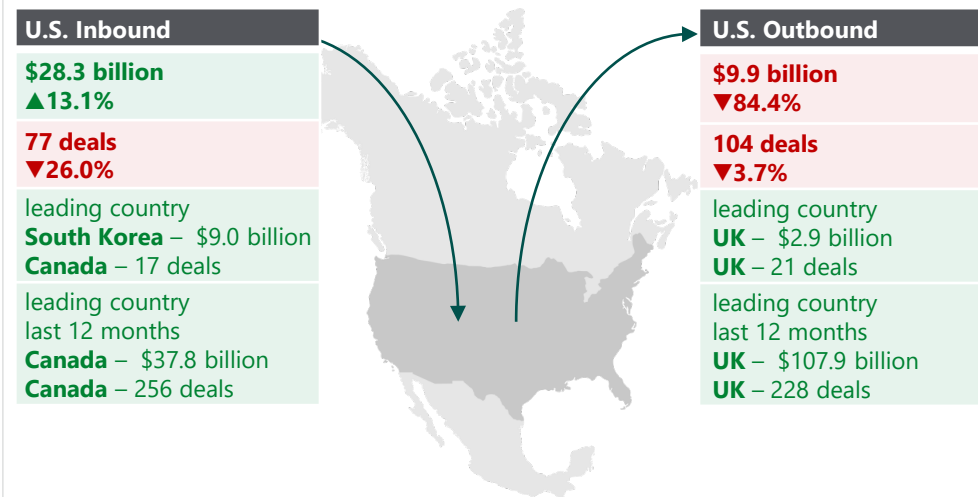 U.S. Inbound
$28.3 billion
▲13.1%
77 deals
▼26.0%
leading country
South Korea – $9.0 billion
Canada – 17 deals
leading country
last 12 months
Canada – $37.8 billion
Canada – 256 deals
U.S. Outbound
$9.9 billion
▼84.4%
104 deals
▼3.7%
leading country
UK – $2.9 billion
UK – 21 deals
leading country
last 12 months
UK – $107.9 billion
UK – 228 deals